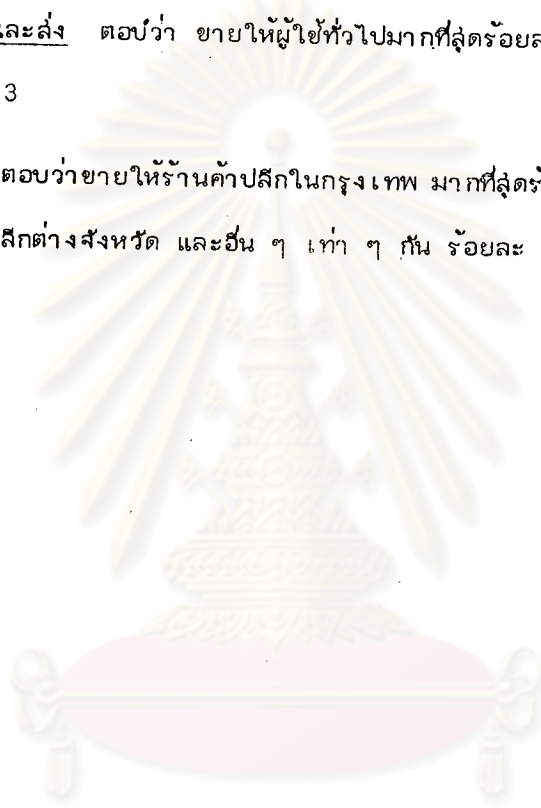 และส่ง ตอบว่า ขายให้ผู้ใช้ทั่วไปมากที่สุดร้อยล
3
ตอบว่าขายให้ร้านค้าปลีกในกรุงเทพ มากที่สุดร้
ลีกต่างจังหวัด และอื่น ๆ เท่า ๆ กัน ร้อยละ